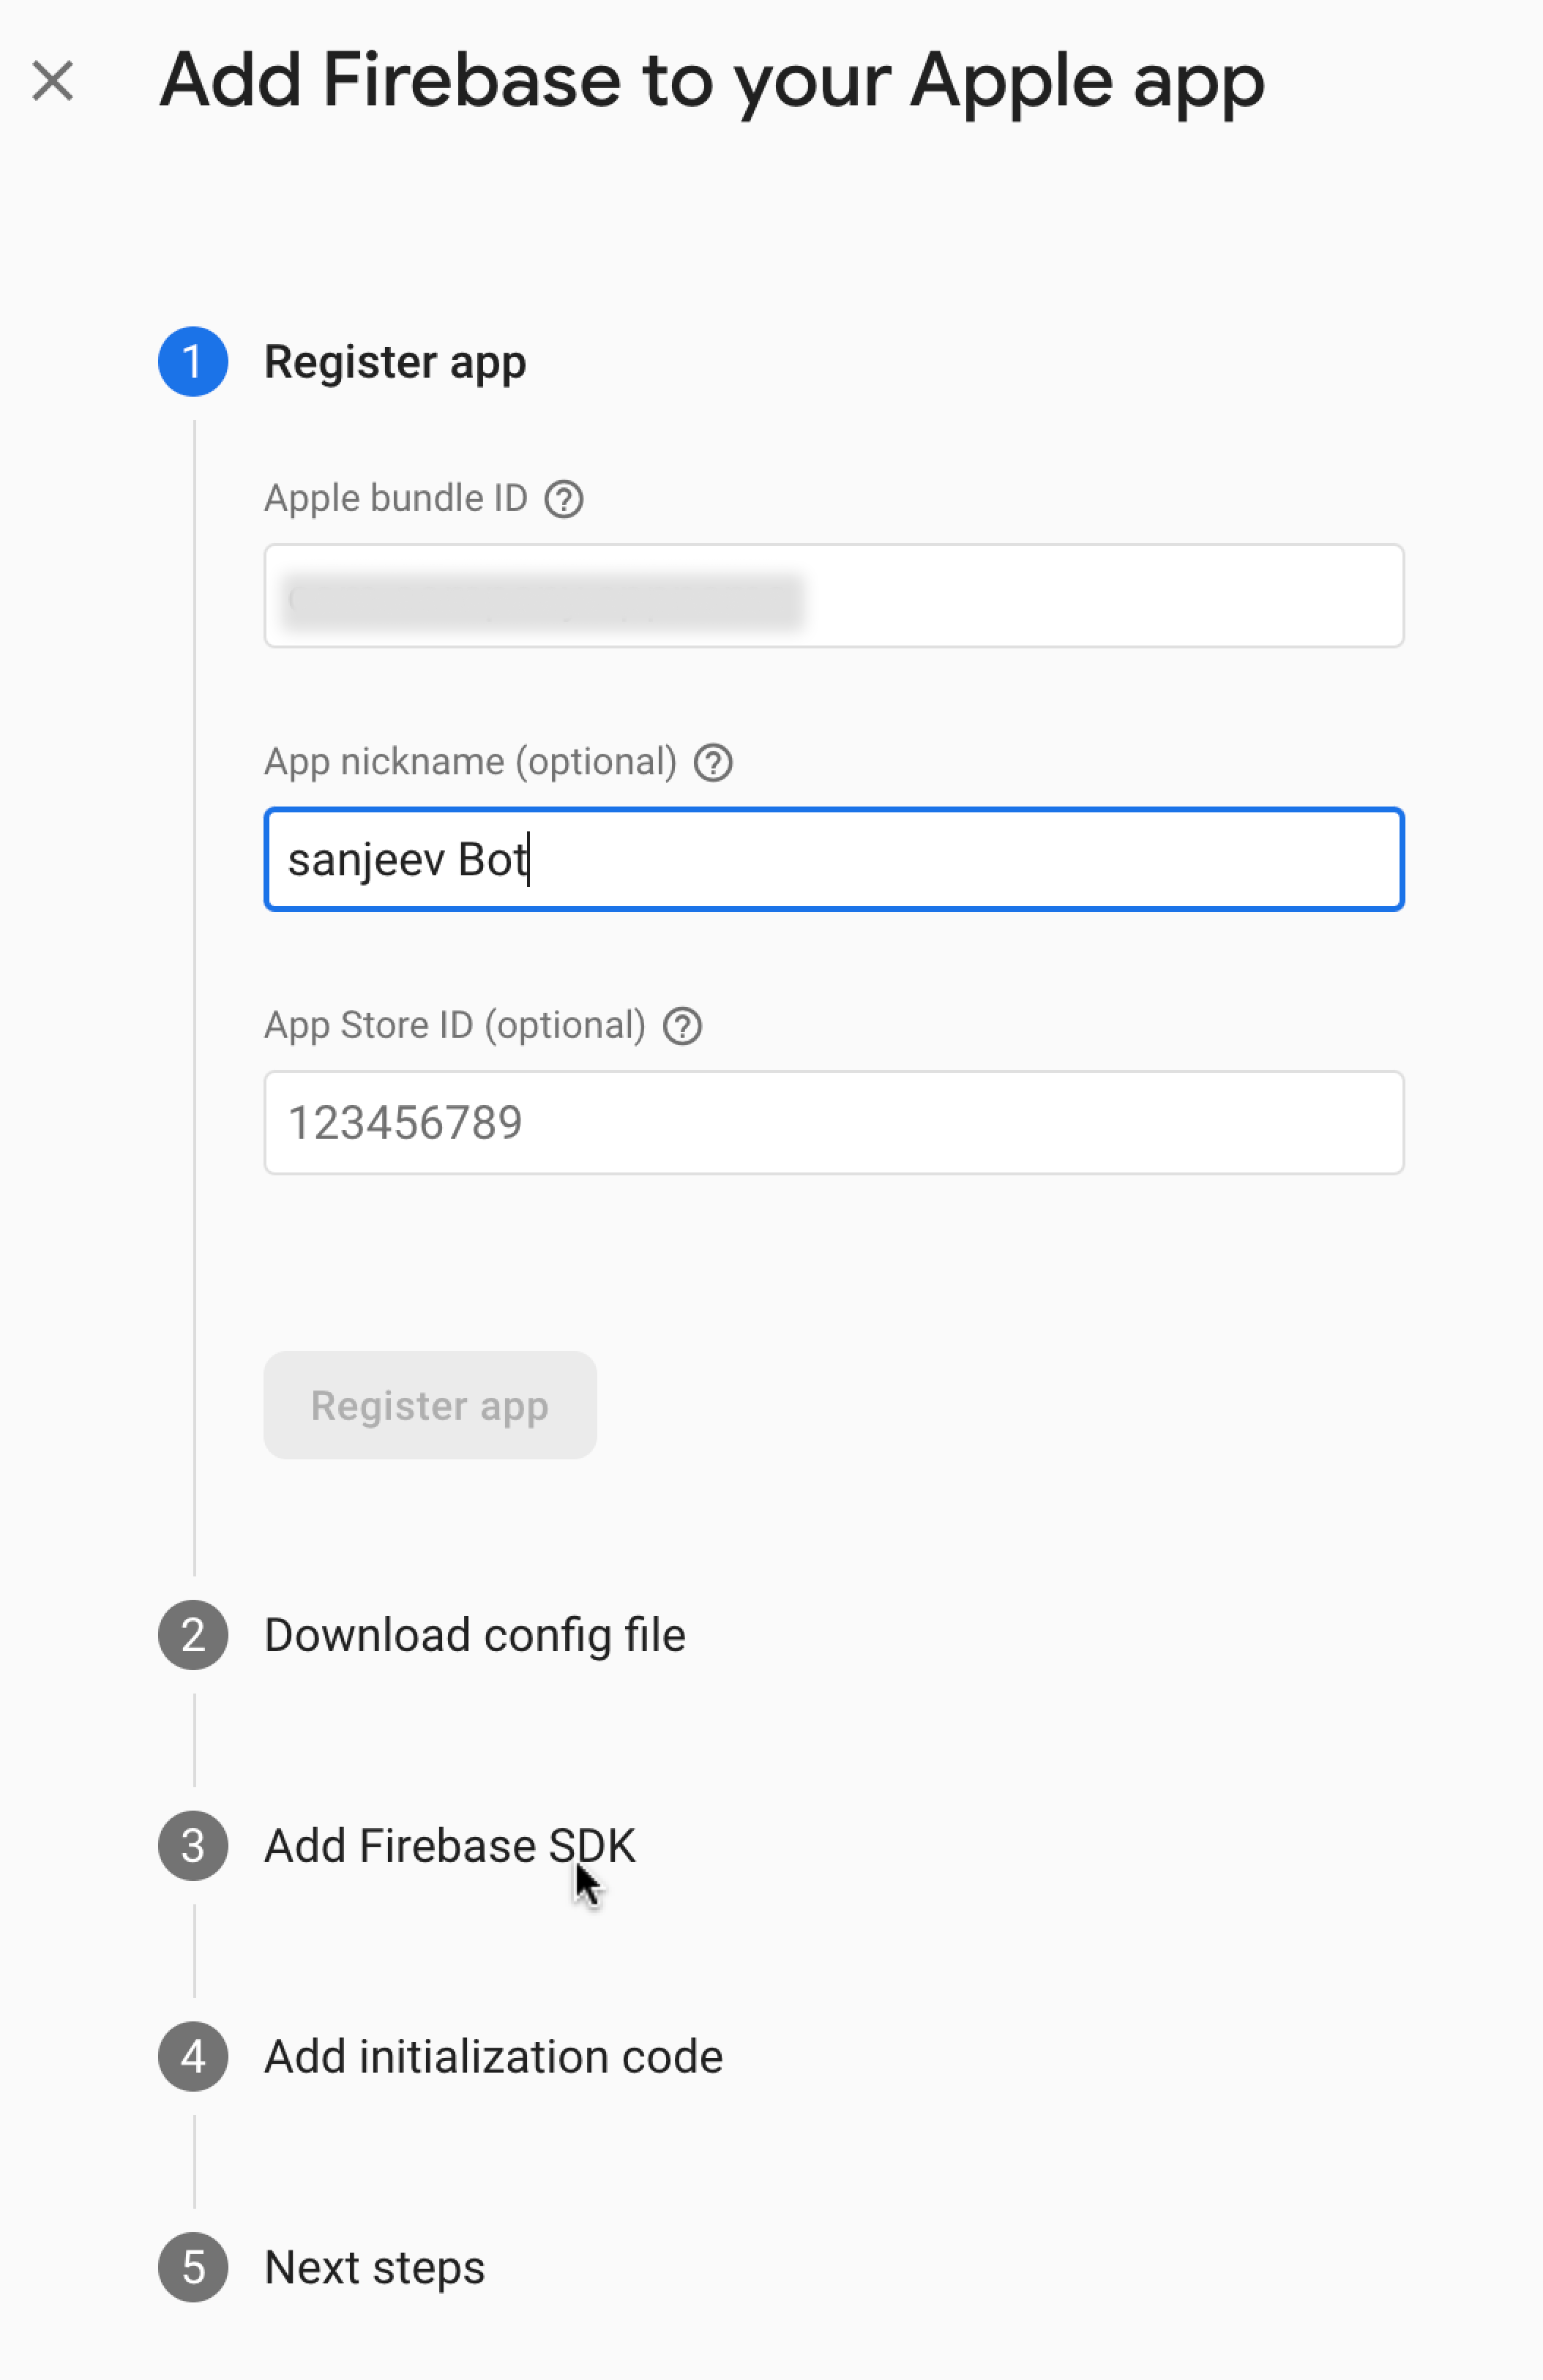 Add Firebase to your Apple app
1 Register app
Apple bundle ID ?
App nickname (optional) ?
sanjeev Bot
App Store ID (optional) ?
123456789
Register app
2 Download config file
3 Add Firebase SDK
4 Add initialization code
5 Next steps